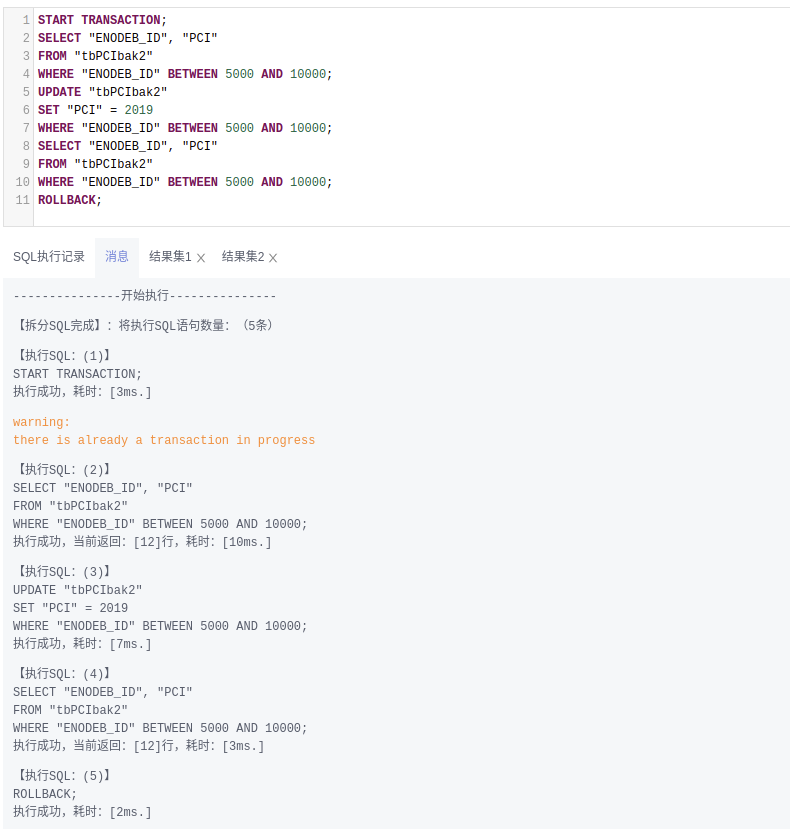 1 START TRANSACTION;
2 SELECT "ENODEB_ID", "PCI"
3 FROM "tbPCIbak2"
4 WHERE "ENODEB_ID" BETWEEN 5000 AND 10000;
5 UPDATE "tbPCIbak2"
6 SET "PCI" = 2019
7 WHERE "ENODEB_ID" BETWEEN 5000 AND 10000;
8 SELECT "ENODEB_ID", "PCI"
9 FROM "tbPCIbak2"
10 WHERE "ENODEB_ID" BETWEEN 5000 AND 10000;
11 ROLLBACK;
SQL执行记录 消息 结果集1 × 结果集2 ×
---------------开始执行---------------
【拆分SQL完成】：将执行SQL语句数量：（5条）
【执行SQL：(1)】
START TRANSACTION;
执行成功，耗时：[3ms.]
warning:
there is already a transaction in progress
【执行SQL：(2)】
SELECT "ENODEB_ID", "PCI"
FROM "tbPCIbak2"
WHERE "ENODEB_ID" BETWEEN 5000 AND 10000;
执行成功，当前返回：[12]行，耗时：[10ms.]
【执行SQL：(3)】
UPDATE "tbPCIbak2"
SET "PCI" = 2019
WHERE "ENODEB_ID" BETWEEN 5000 AND 10000;
执行成功，耗时：[7ms.]
【执行SQL：(4)】
SELECT "ENODEB_ID", "PCI"
FROM "tbPCIbak2"
WHERE "ENODEB_ID" BETWEEN 5000 AND 10000;
执行成功，当前返回：[12]行，耗时：[3ms.]
【执行SQL：(5)】
ROLLBACK;
执行成功，耗时：[2ms.]